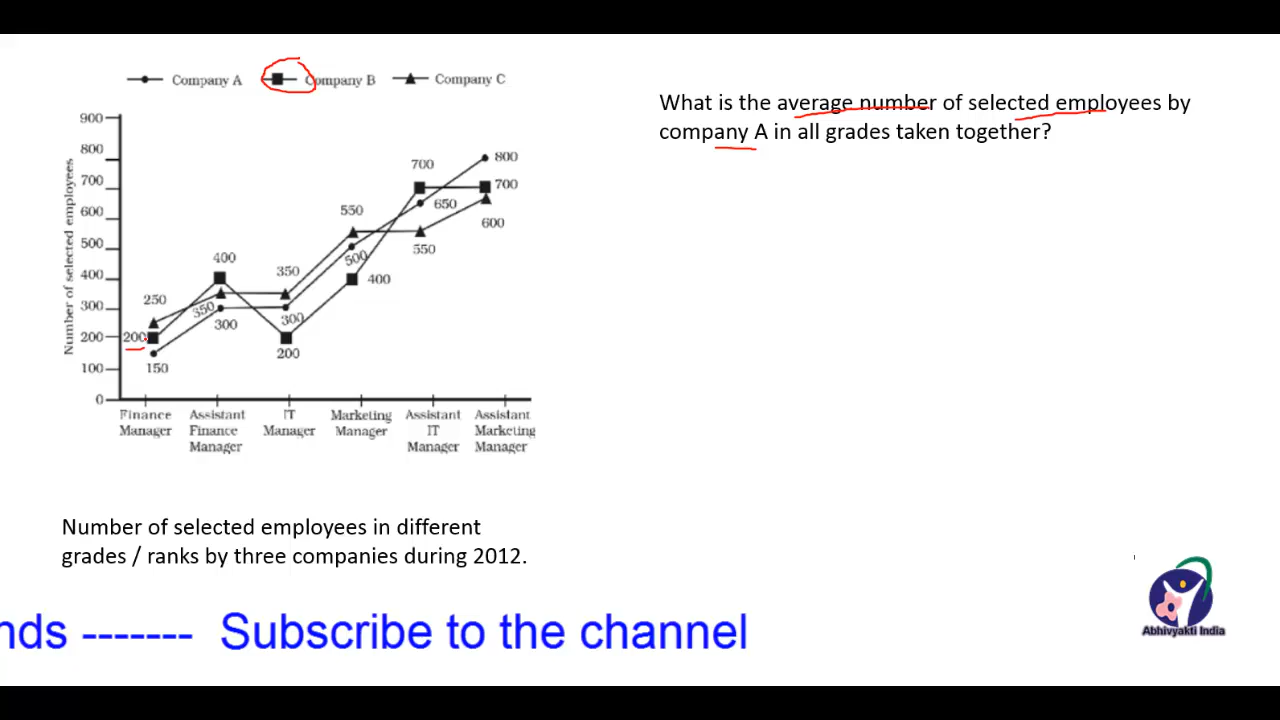 Company A
Company B
Company C
What is the average number of selected employees by
company A in all grades taken together?
Number of selected employees
900
800
700
600
500
400
300
200
100
0
250
200
150
400
350
300
350
300
200
550
500
400
700
650
550
800
700
600
Finance
Manager
Assistant
Finance
Manager
IT
Manager
Marketing
Manager
Assistant
IT
Manager
Assistant
Marketing
Manager
Number of selected employees in different
grades / ranks by three companies during 2012.
nds ------- Subscribe to the channel
Abhivyakti India